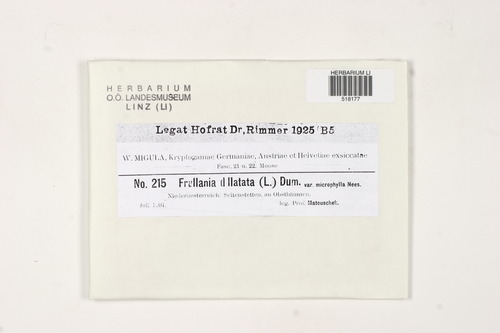 HERBARIUM
O.Ö. LANDESMUSEUM
LINZ (LI)
HERBARIUM LI
518177
Legat Hofrat Dr. Rimmer 1925/B5
W. MIGULA, Kryptogamae Germaniae, Austriae et Helvetiae exsiccatae
Fasc. 21 u. 22. Moose
No. 215 Frullania dilatata (L.) Dum. var. microphylla Nees.
Niederoesterreich. Seitenstetten, an Obstbäumen.
leg. Prof. Matouschek.